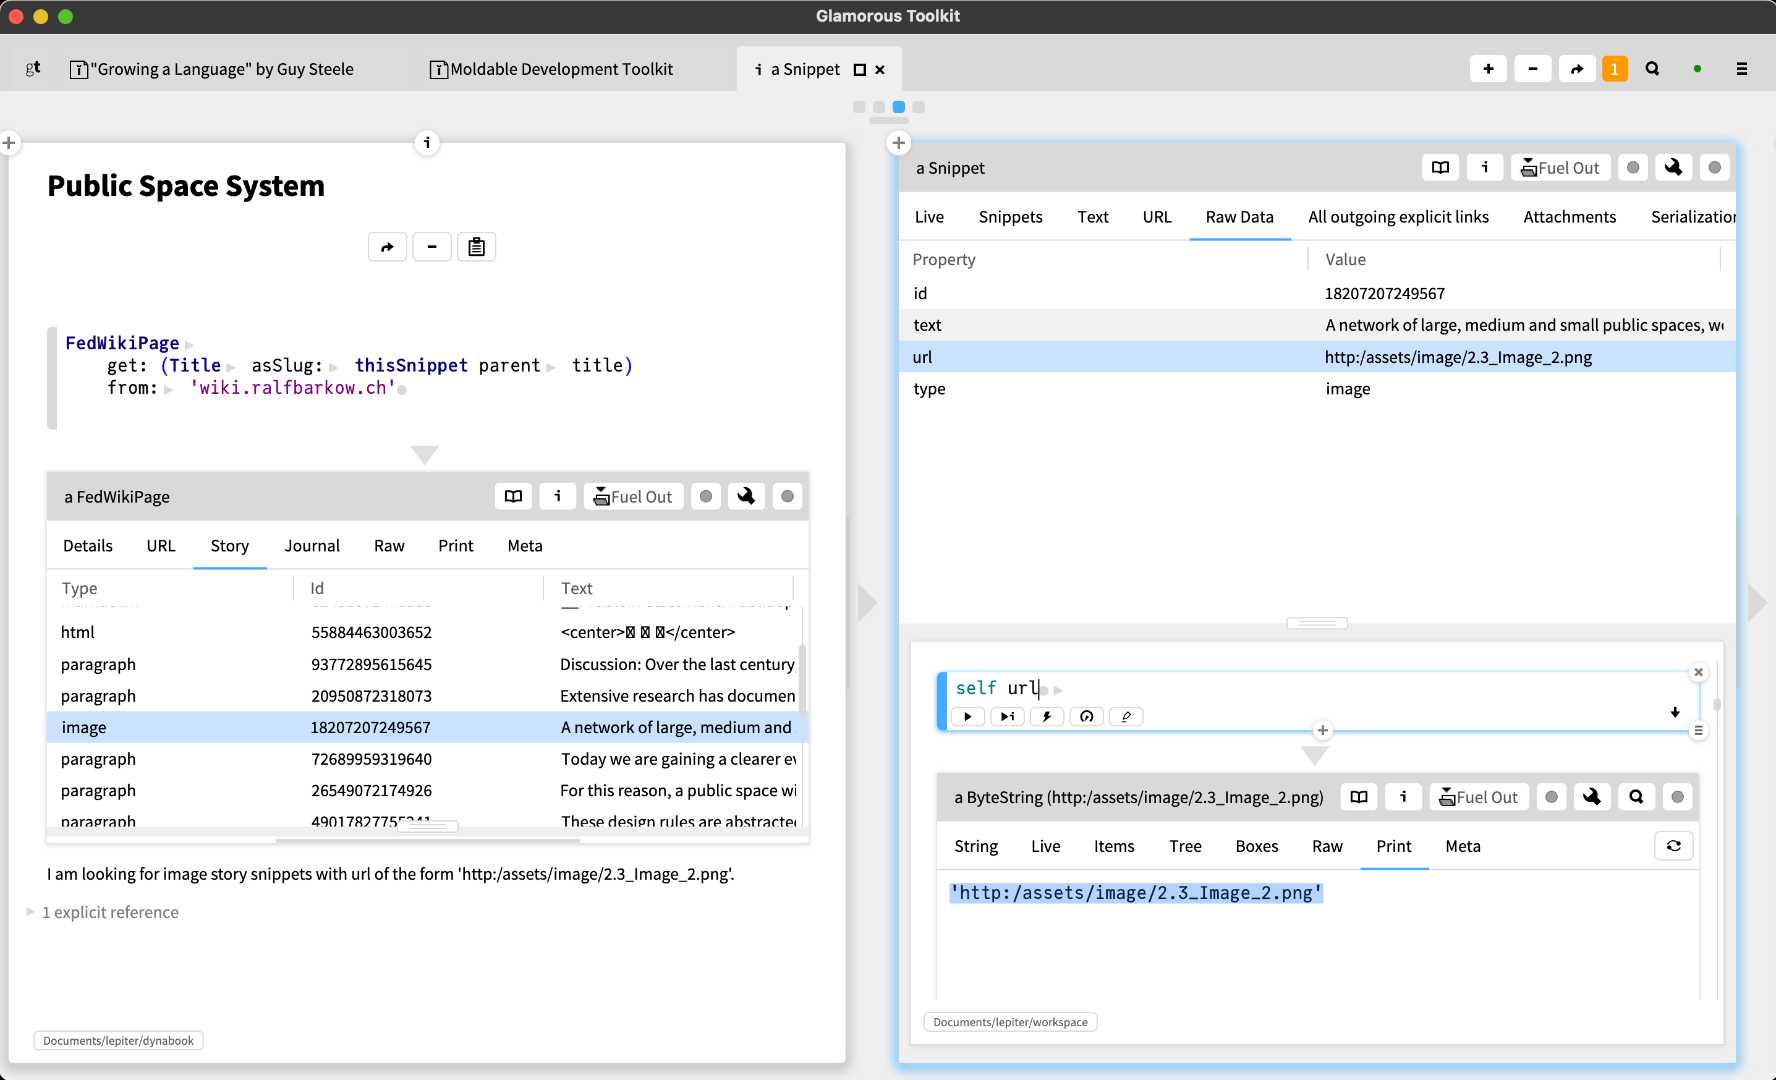 Glamorous Toolkit
gt
"Growing a Language" by Guy Steele
Moldable Development Toolkit
i a Snippet
1
Public Space System
FedWikiPage
get: (Title asSlug: thisSnippet parent title)
from: 'wiki.ralfbarkow.ch'
a FedWikiPage
i
Fuel Out
Details URL Story Journal Raw Print Meta
Type Id Text
html 55884463003652 <center> </center>
paragraph 93772895615645 Discussion: Over the last century
paragraph 20950872318073 Extensive research has documen
image 18207207249567 A network of large, medium and
paragraph 72689959319640 Today we are gaining a clearer ev
paragraph 26549072174926 For this reason, a public space wi
paragraph 49017827755241 These design rules are abstracte
I am looking for image story snippets with url of the form 'http:/assets/image/2.3_Image_2.png'.
1 explicit reference
Documents/lepiter/dynabook
a Snippet
i
Fuel Out
Live Snippets Text URL Raw Data All outgoing explicit links Attachments Serialization
Property Value
id 18207207249567
text A network of large, medium and small public spaces, w
url http:/assets/image/2.3_Image_2.png
type image
self url
a ByteString (http:/assets/image/2.3_Image_2.png)
i
Fuel Out
String Live Items Tree Boxes Raw Print Meta
'http:/assets/image/2.3_Image_2.png'
Documents/lepiter/workspace